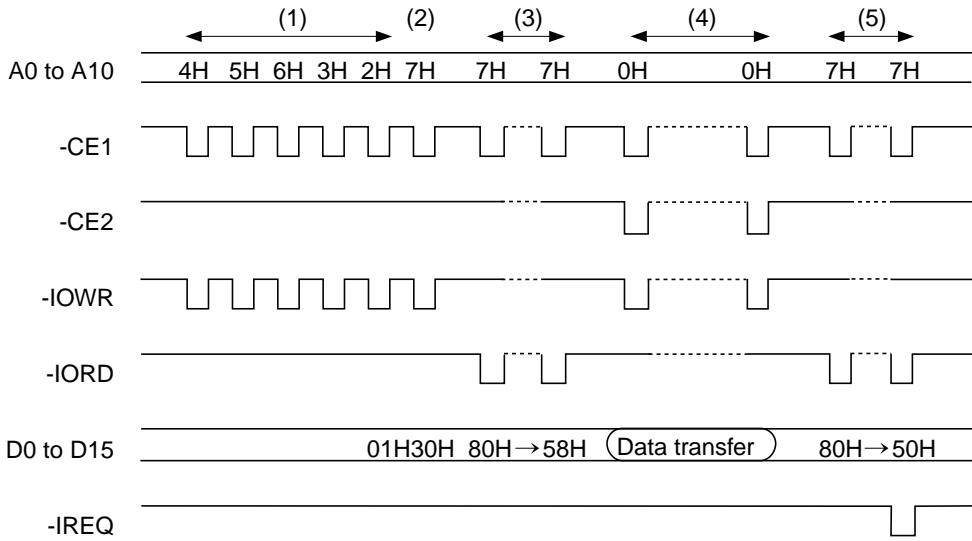 (1) (2) (3) (4) (5)
A0 to A10 4H 5H 6H 3H 2H 7H 7H 7H 0H 0H 7H 7H
-CE1
-CE2
-IOWR
-IORD
D0 to D15 01H30H 80H→58H Data transfer 80H→50H
-IREQ